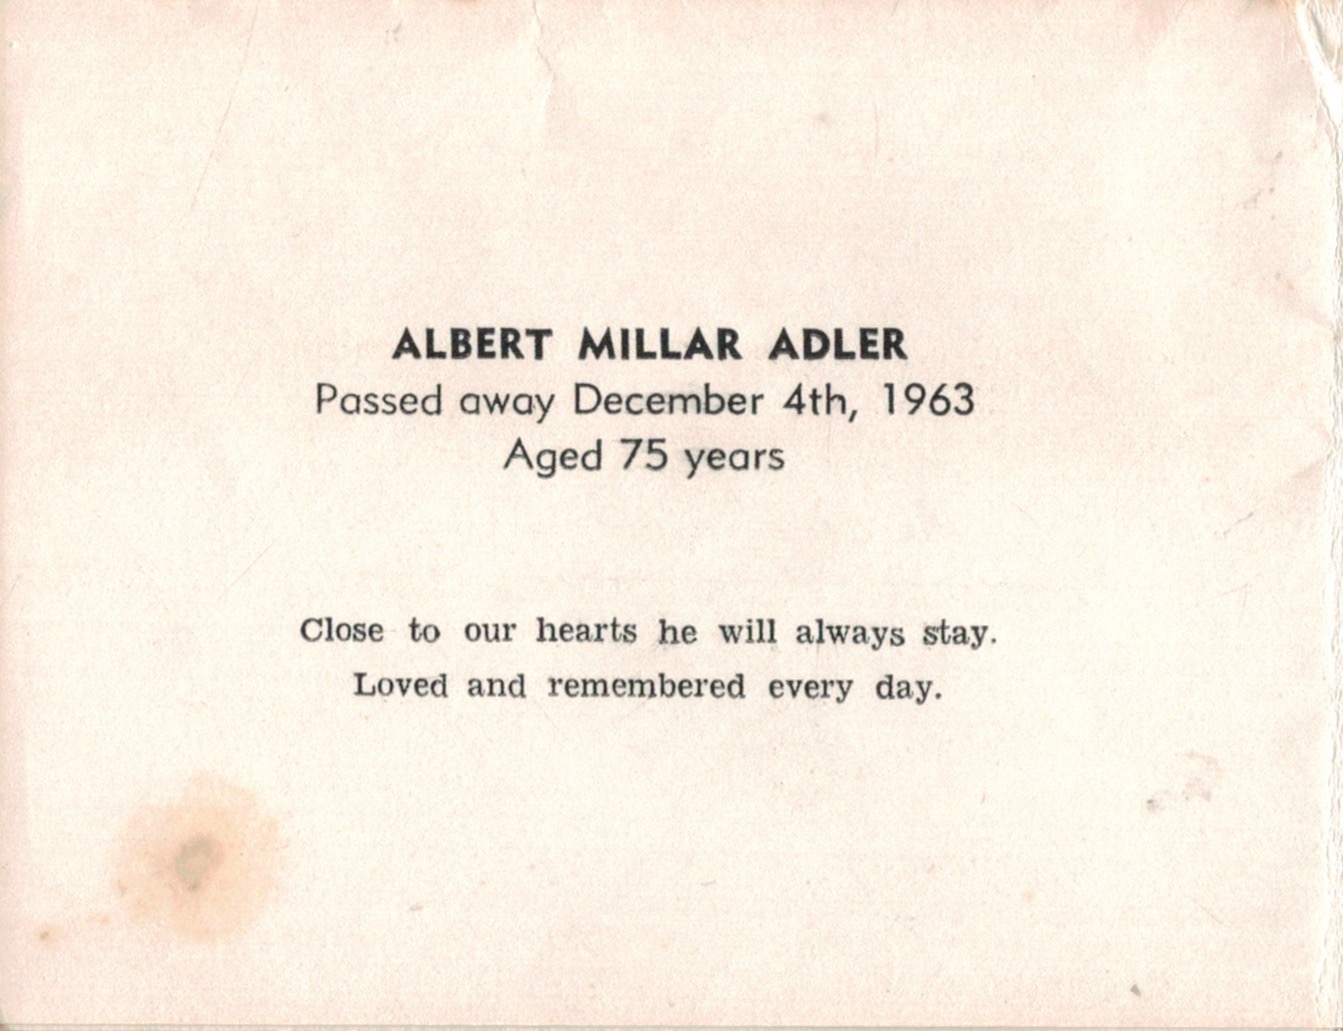 ALBERT MILLAR ADLER
Passed away December 4th, 1963
Aged 75 years
Close to our hearts he will always stay.
Loved and remembered every day.